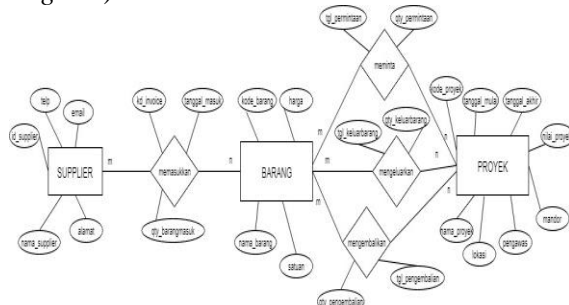 tgl_permintaan
qty_permintaan
meminta
telp
email
id_supplier
SUPPLIER
nama_supplier
alamat
m
kd_invoice
tanggal_masuk
memasukkan
qty_barangmasuk
n
kode_barang
harga
BARANG
nama_barang
satuan
m
m
m
tgl_keluarbarang
qty_keluarbarang
mengeluarkan
mengembalikan
qty_pengembalian
tgl_pengembalian
n
n
n
kode_proyek
tanggal_mulai
tanggal_akhir
nilai_proyek
PROYEK
mandor
nama_proyek
lokasi
pengawas